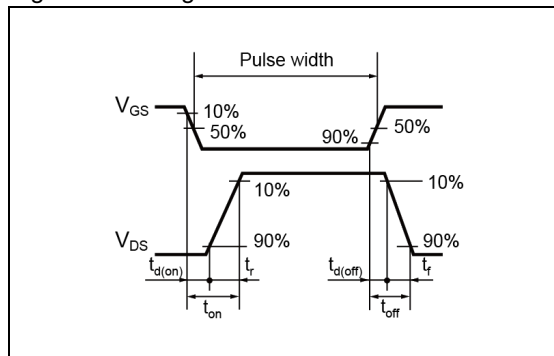 Pulse width
V_GS
10%
50%
90%
50%
10%
10%
V_DS
90%
90%
t_d(on)
t_r
t_d(off)
t_f
t_on
t_off